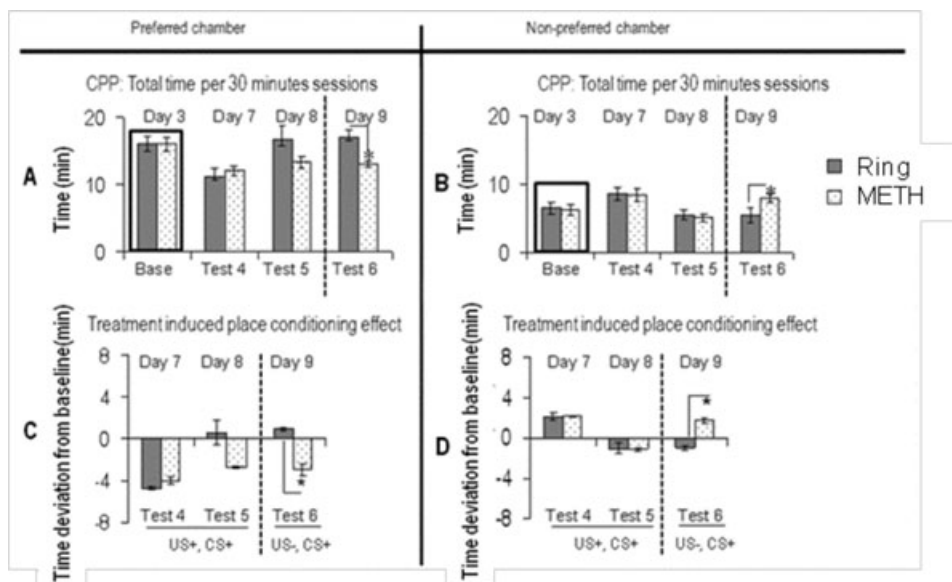 Preferred chamber
Non-preferred chamber
CPP: Total time per 30 minutes sessions
Day 3 Day 7 Day 8 Day 9
A
Time (min)
20
10
0
*
Base Test 4 Test 5 Test 6
CPP: Total time per 30 minutes sessions
Day 3 Day 7 Day 8 Day 9
B
Time (min)
20
10
0
*
Base Test 4 Test 5 Test 6
Ring
METH
Treatment induced place conditioning effect
Day 7 Day 8 Day 9
C
Time deviation from baseline(min)
8
4
0
-4
-8
*
Test 4 Test 5 Test 6
US+, CS+ US-, CS+
Treatment induced place conditioning effect
Day 7 Day 8 Day 9
D
Time deviation from baseline(min)
8
4
0
-4
-8
*
Test 4 Test 5 Test 6
US+, CS+ US-, CS+